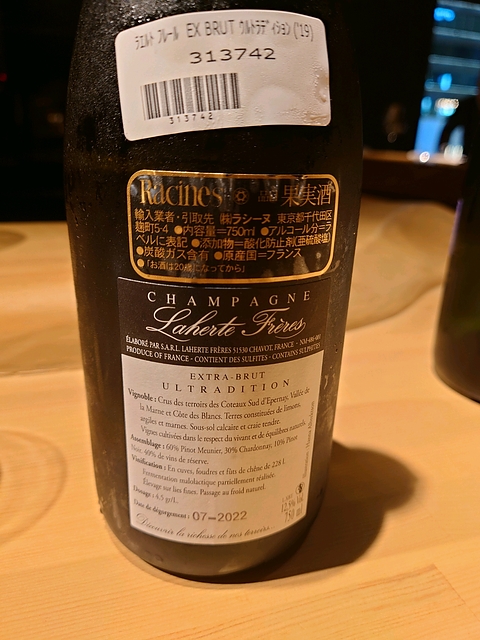 ラエルト フレール EX BRUT ウルトラディション('19)
313742
313742
Racines 果実酒
輸入業者・引取先 ㈱ラシーヌ 東京都千代田区
麹町5-4 ●内容量=750ml ●アルコール分=ラ
ベルに表記 ●添加物=酸化防止剤(亜硫酸塩)
●炭酸ガス含有 ●原産国=フランス
●「お酒は20歳になってから」
CHAMPAGNE
Laherte Frères
ÉLABORÉ PAR S.A.R.L. LAHERTE FRÈRES 51530 CHAVOT, FRANCE -
PRODUCE OF FRANCE - CONTIENT DES SULFITES - CONTAINS SULPHITES
EXTRA-BRUT
ULTRADITION
Vignoble : Crus des terroirs des Coteaux Sud d'Epernay, Vallée de
la Marne et Côte des Blancs. Terres constituées de limons,
argiles et marnes. Sous-sol calcaire et craie tendre.
Vignes cultivées dans le respect du vivant et de équilibres naturels.
Assemblage : 60% Pinot Meunier, 30% Chardonnay, 10% Pinot
Noir. 40% de vins de réserve.
Vinification : En cuves, foudres et fûts de chêne de 228 l.
Fermentation malolactique partiellement réalisée.
Élevage sur lies fines. Passage au froid naturel.
Dosage : 4.5 gr/L.
Date de dégorgement : 07-2022
12.5% Vol.
750 ml
Découvrir la richesse de nos terroirs...